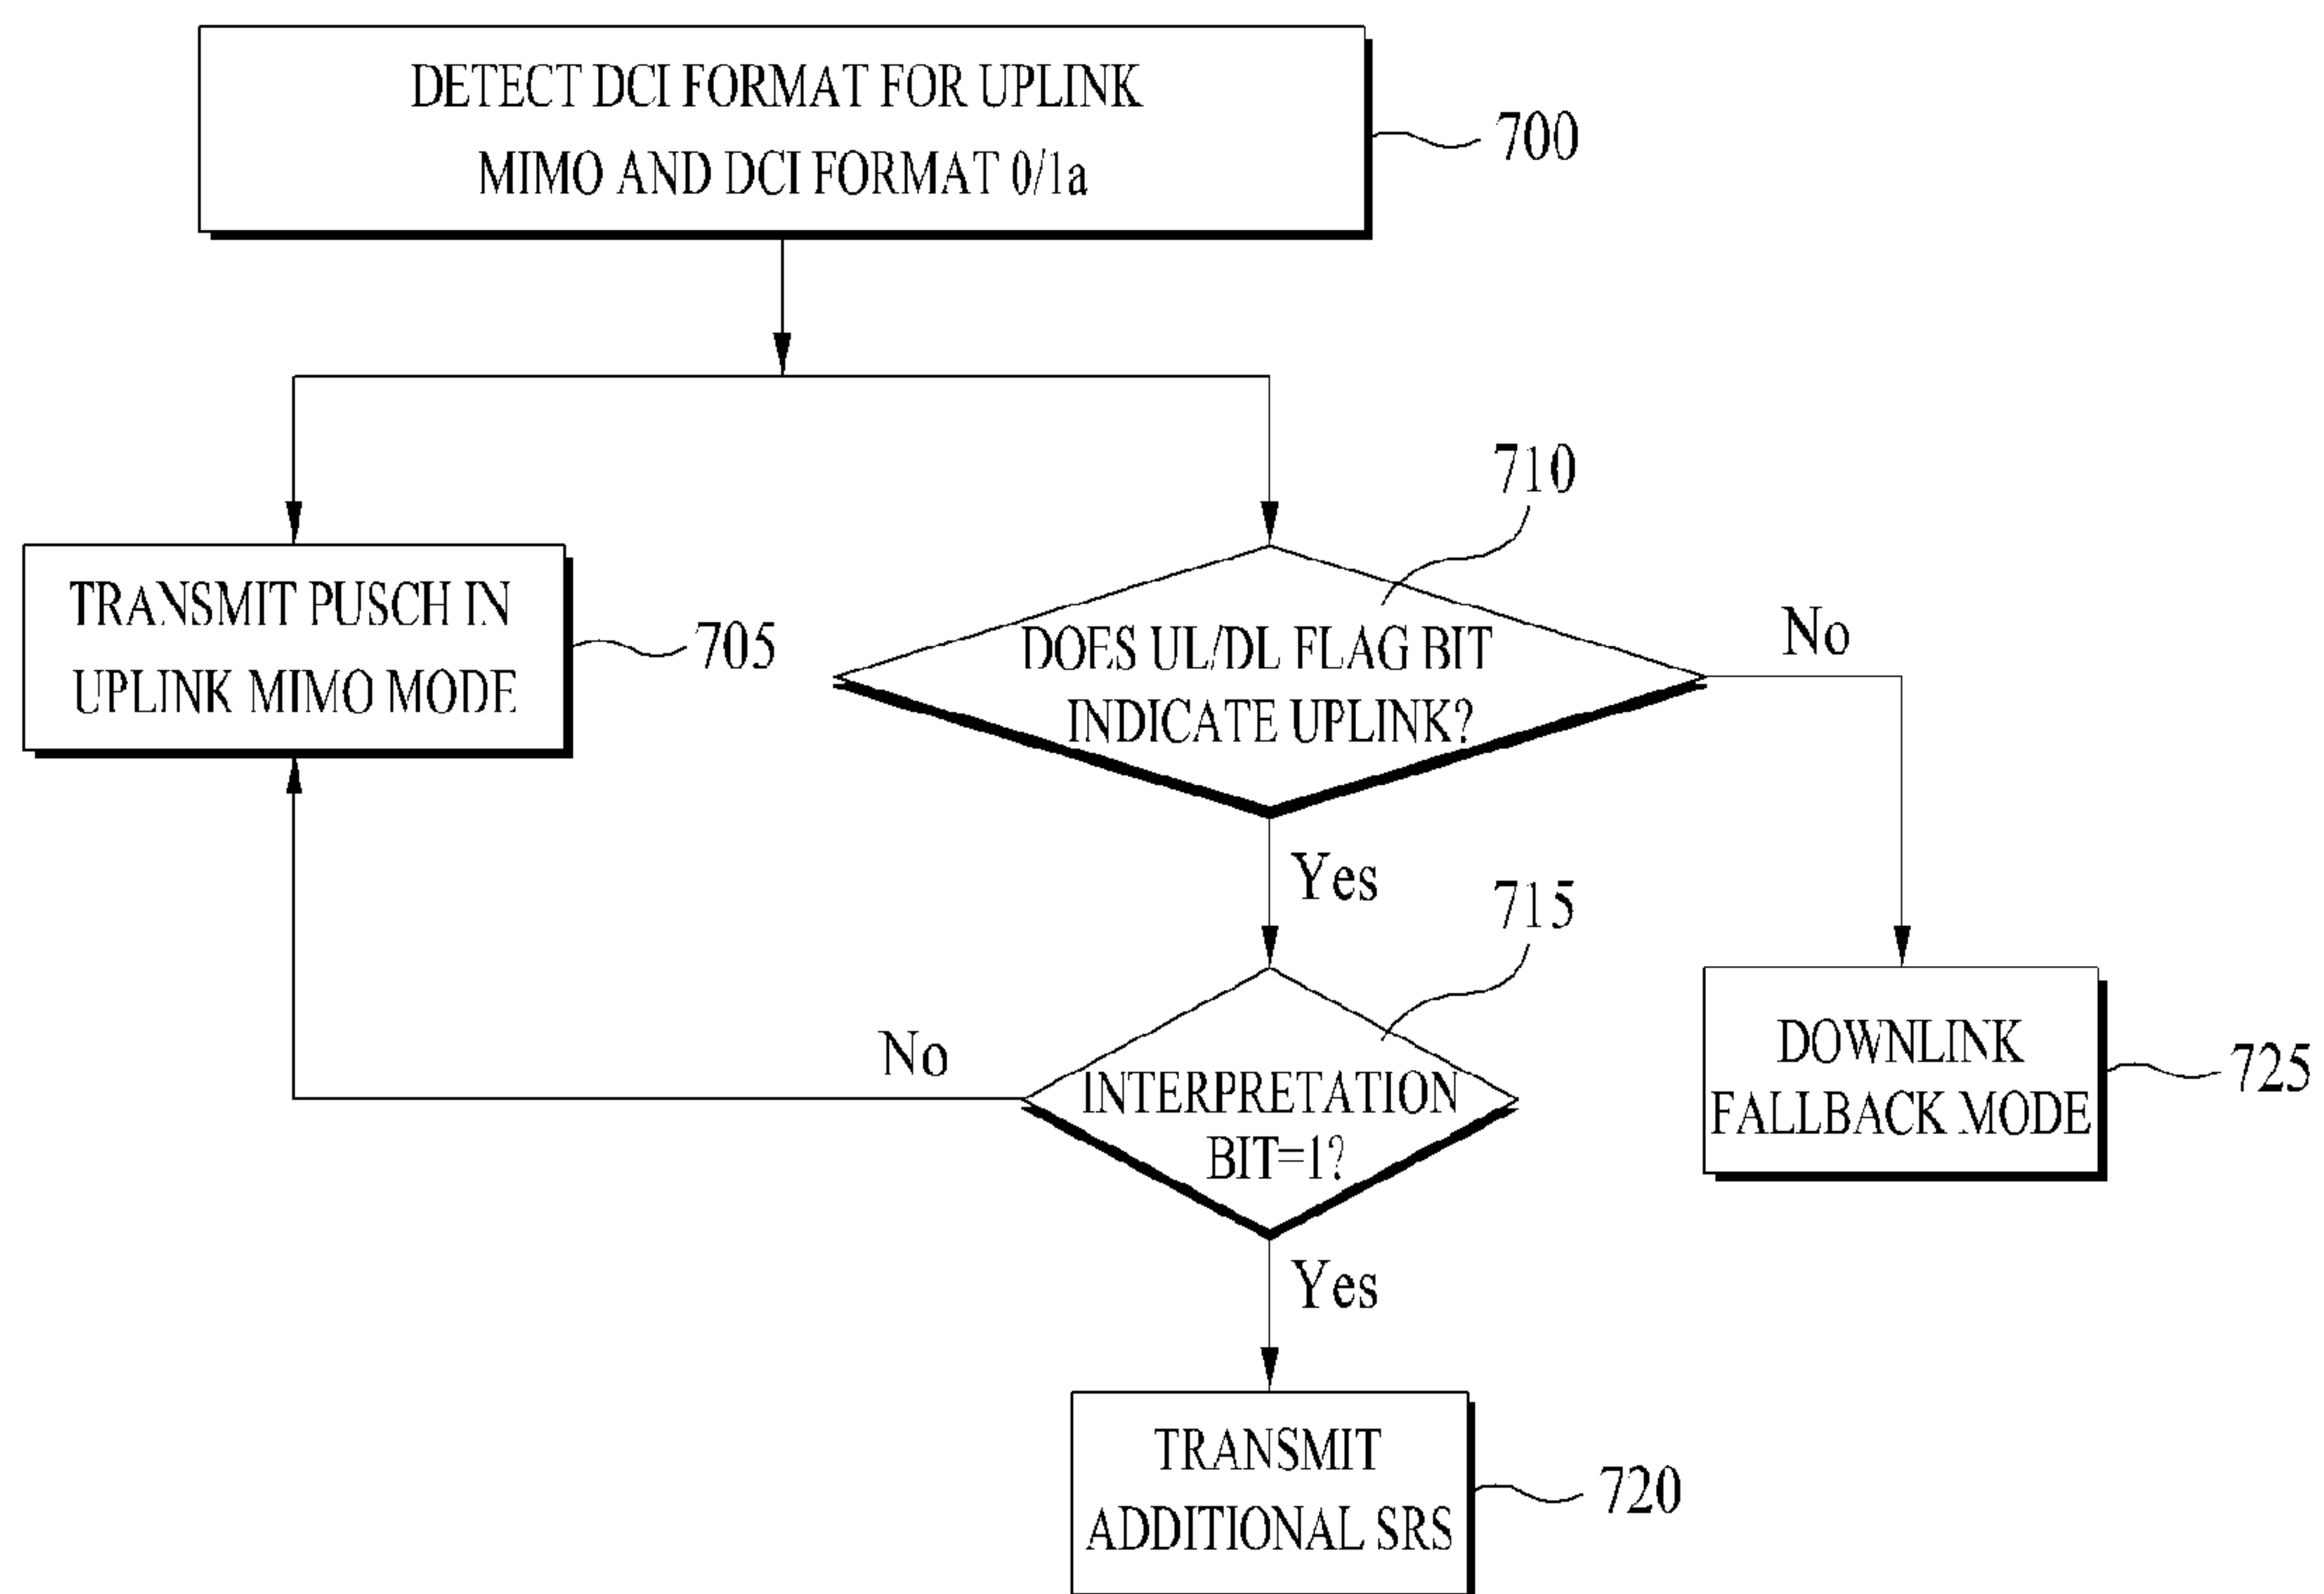 DETECT DCI FORMAT FOR UPLINK
MIMO AND DCI FORMAT 0/1a
700
710
TRANSMIT PUSCH IN
UPLINK MIMO MODE
705
DOES UL/DL FLAG BIT
INDICATE UPLINK?
No
Yes
715
No
INTERPRETATION
BIT=1?
DOWNLINK
FALLBACK MODE
725
Yes
TRANSMIT
ADDITIONAL SRS
720